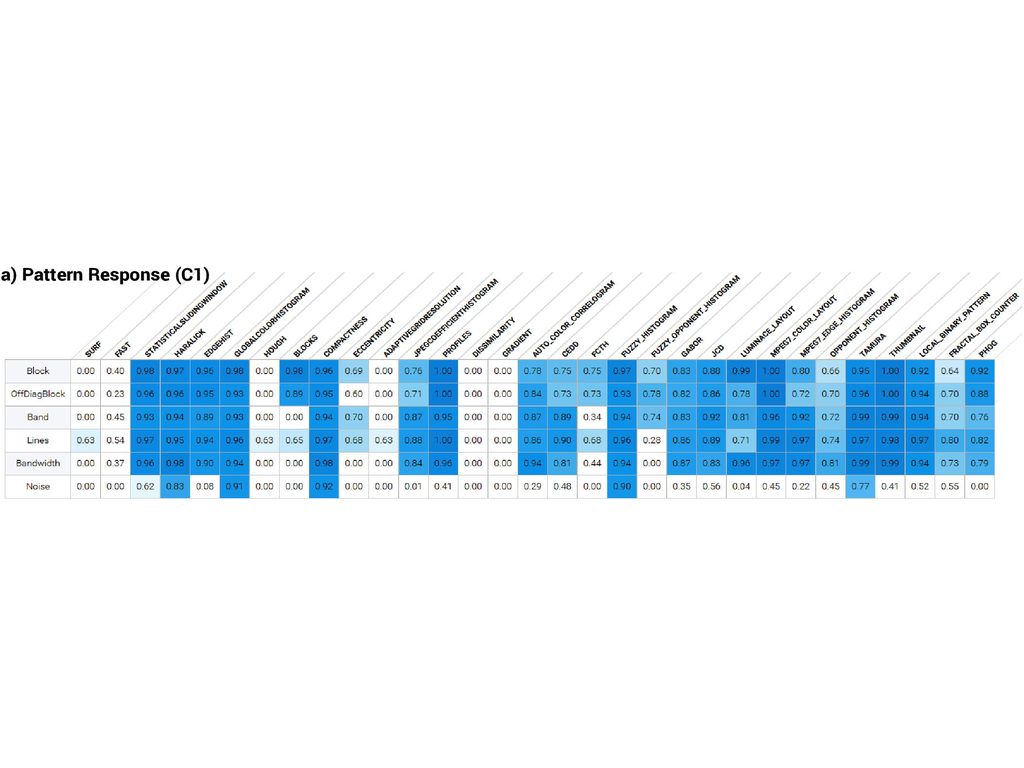 a) Pattern Response (C1)
SURF
FAST
STATISTICALSLIDINGWINDOW
HARALICK
EDGEHIST
GLOBALCOLORHISTOGRAM
HOUGH
BLOCKS
COMPACTNESS
ECCENTRICITY
ADAPTIVEGRIDRESOLUTION
JPEGCOEFFICIENTHISTOGRAM
PROFILES
DISSIMILARITY
GRADIENT
AUTO_COLOR_CORRELOGRAM
CEDD
FCTH
FUZZY_HISTOGRAM
FUZZY_OPPONENT_HISTOGRAM
GABOR
JCD
LUMINACE_LAYOUT
MPEG7_COLOR_LAYOUT
MPEG7_EDGE_HISTOGRAM
OPPONENT_HISTOGRAM
TAMURA
THUMBNAIL
LOCAL_BINARY_PATTERN
FRACTAL_BOX_COUNTER
PHOG
Block 0.00 0.40 0.98 0.97 0.96 0.98 0.00 0.98 0.96 0.69 0.00 0.76 1.00 0.00 0.00 0.78 0.75 0.75 0.97 0.70 0.83 0.88 0.99 1.00 0.80 0.66 0.95 1.00 0.92 0.64 0.92
OffDiagBlock 0.00 0.23 0.96 0.96 0.95 0.93 0.00 0.89 0.95 0.60 0.00 0.71 1.00 0.00 0.00 0.84 0.73 0.73 0.93 0.78 0.82 0.86 0.78 1.00 0.72 0.70 0.96 1.00 0.94 0.70 0.88
Band 0.00 0.45 0.93 0.94 0.89 0.93 0.00 0.00 0.94 0.70 0.00 0.87 0.95 0.00 0.00 0.87 0.89 0.34 0.94 0.74 0.83 0.92 0.81 0.96 0.92 0.72 0.99 0.99 0.94 0.70 0.76
Lines 0.63 0.54 0.97 0.95 0.94 0.96 0.63 0.65 0.97 0.68 0.63 0.88 1.00 0.00 0.00 0.86 0.90 0.68 0.96 0.28 0.86 0.89 0.71 0.99 0.97 0.74 0.97 0.98 0.97 0.80 0.82
Bandwidth 0.00 0.37 0.96 0.98 0.90 0.94 0.00 0.00 0.98 0.00 0.00 0.84 0.96 0.00 0.00 0.94 0.81 0.44 0.94 0.00 0.87 0.83 0.96 0.97 0.97 0.81 0.99 0.99 0.94 0.73 0.79
Noise 0.00 0.00 0.62 0.83 0.08 0.91 0.00 0.00 0.92 0.00 0.00 0.01 0.41 0.00 0.00 0.29 0.48 0.00 0.90 0.00 0.35 0.56 0.04 0.45 0.22 0.45 0.77 0.41 0.52 0.55 0.00